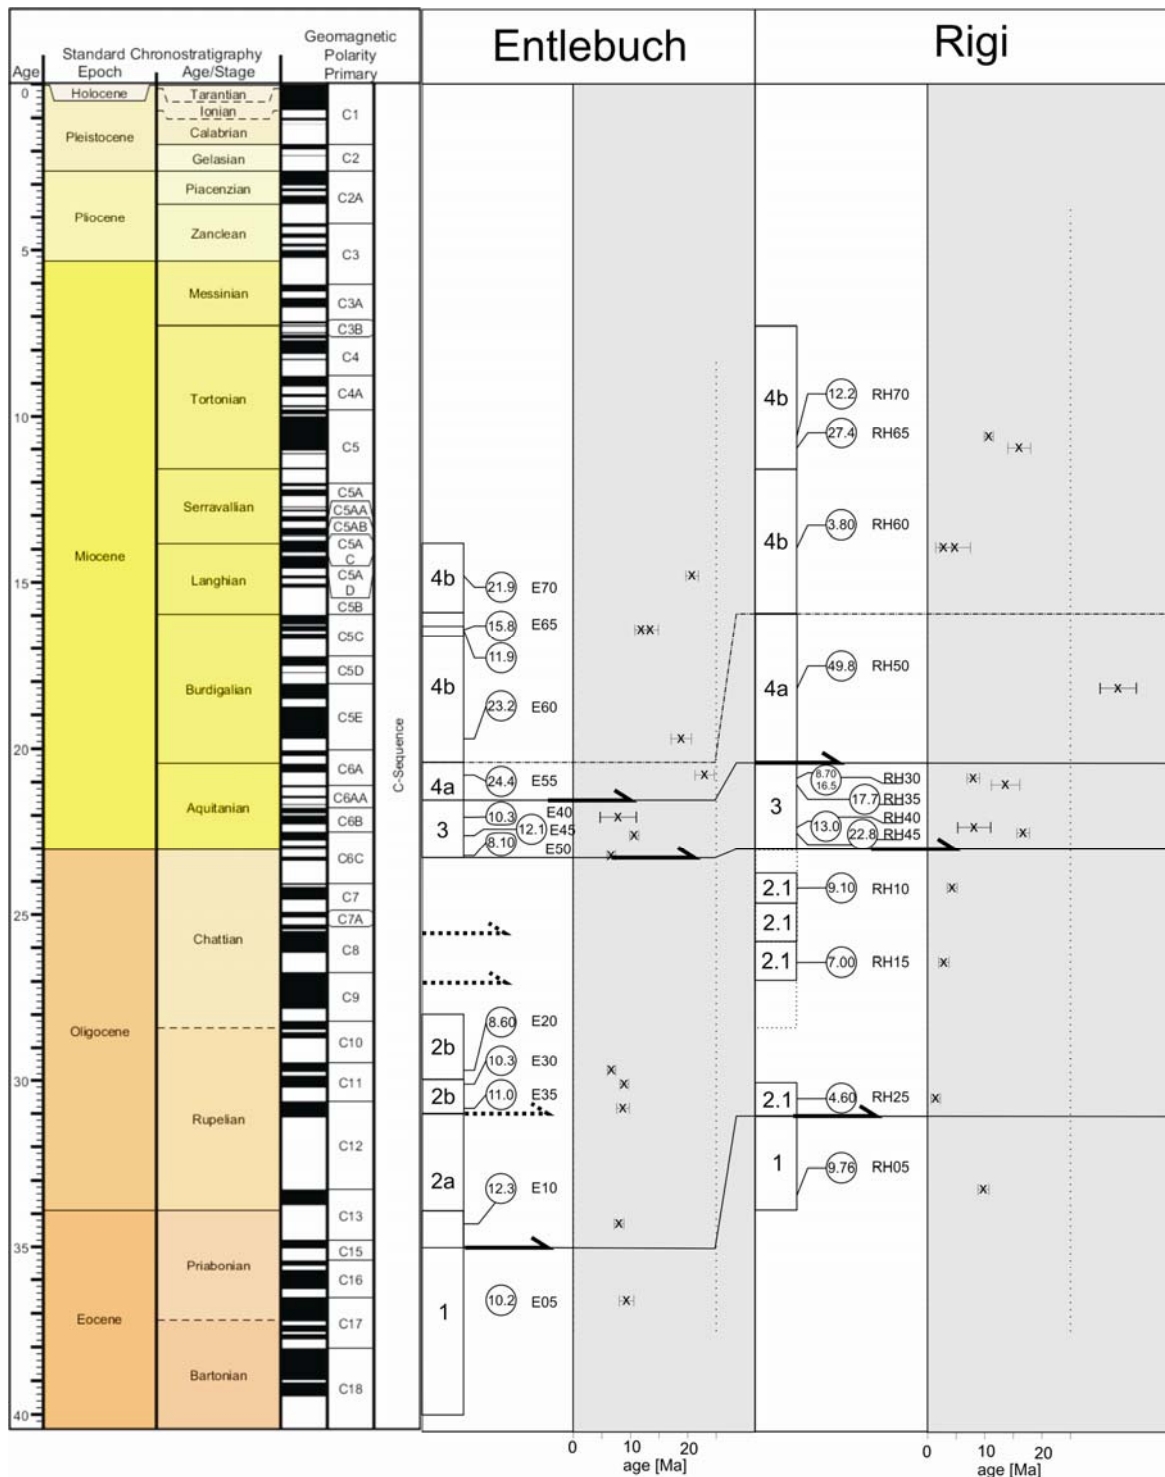 Entlebuch
Rigi
Standard Chronostratigraphy
Geomagnetic
Polarity
Primary
Age
Epoch
Age/Stage
C-Sequence
0
5
10
15
20
25
30
35
40
Holocene
Pleistocene
Pliocene
Miocene
Oligocene
Eocene
Tarantian
Ionian
Calabrian
Gelasian
Piacenzian
Zanclean
Messinian
Tortonian
Serravallian
Langhian
Burdigalian
Aquitanian
Chattian
Rupelian
Priabonian
Bartonian
C1
C2
C2A
C3
C3A
C3B
C4
C4A
C5
C5A
C5AA
C5AB
C5A
C
C5A
D
C5B
C5C
C5D
C5E
C6A
C6AA
C6B
C6C
C7
C7A
C8
C9
C10
C11
C12
C13
C15
C16
C17
C18
4b
4b
4a
3
2b
2b
2a
1
21.9 E70
15.8 E65
11.9
23.2 E60
24.4 E55
10.3 E40
12.1 E45
8.10 E50
8.60 E20
10.3 E30
11.0 E35
12.3 E10
10.2 E05
0 10 20
age [Ma]
4b
4b
4a
3
2.1
2.1
2.1
2.1
1
12.2 RH70
27.4 RH65
3.80 RH60
49.8 RH50
8.70
16.5
RH30
17.7 RH35
13.0 RH40
22.8 RH45
9.10 RH10
7.00 RH15
4.60 RH25
9.76 RH05
0 10 20
age [Ma]